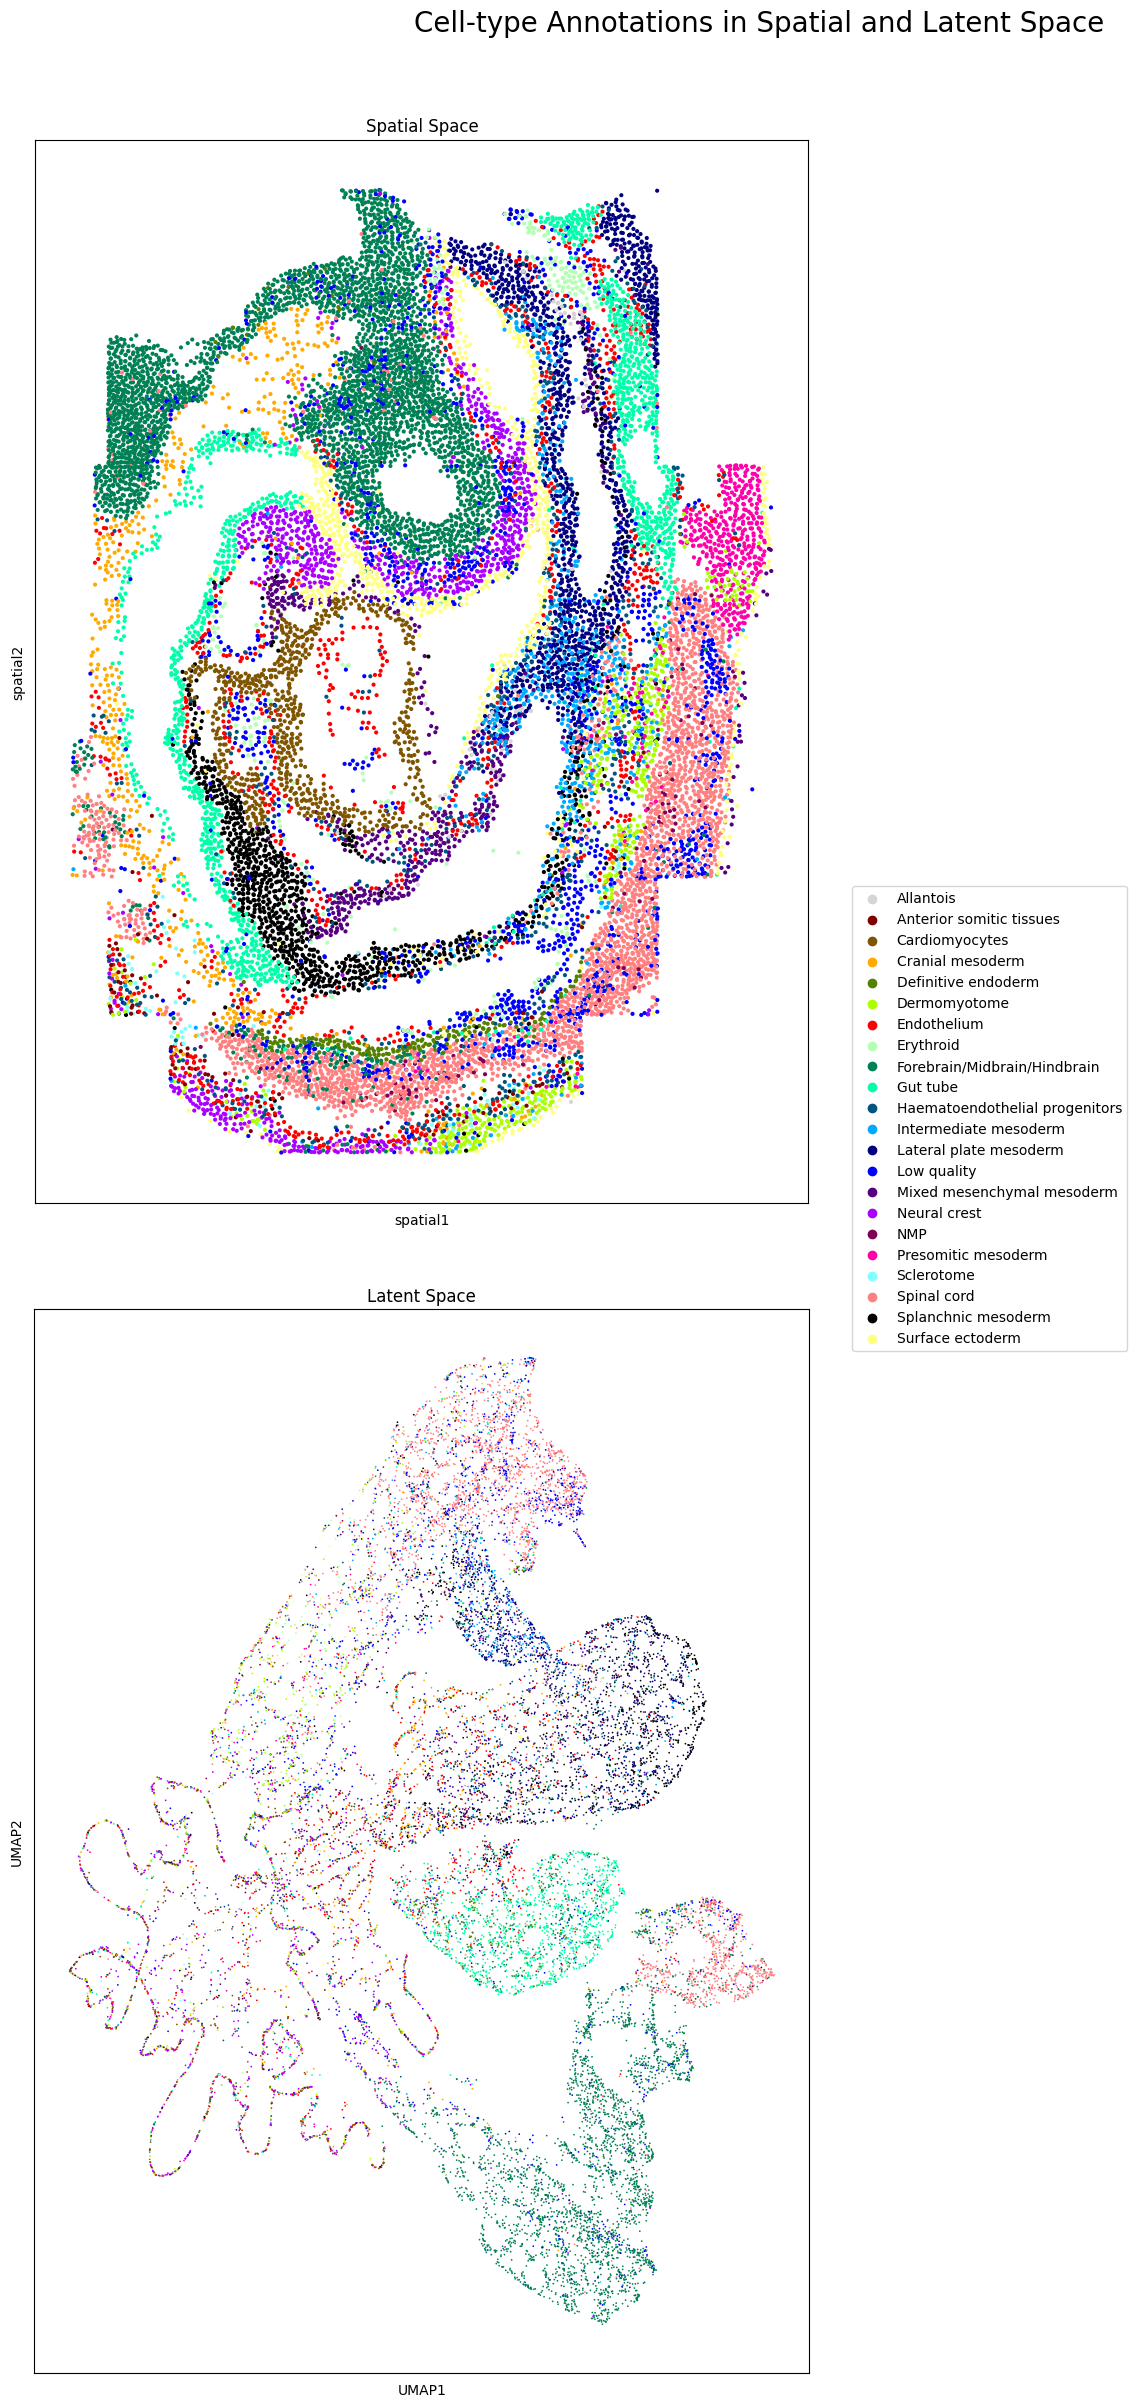 Cell-type Annotations in Spatial and Latent Space
Spatial Space
spatial2
spatial1
Allantois
Anterior somitic tissues
Cardiomyocytes
Cranial mesoderm
Definitive endoderm
Dermomyotome
Endothelium
Erythroid
Forebrain/Midbrain/Hindbrain
Gut tube
Haematoendothelial progenitors
Intermediate mesoderm
Lateral plate mesoderm
Low quality
Mixed mesenchymal mesoderm
Neural crest
NMP
Presomitic mesoderm
Sclerotome
Spinal cord
Splanchnic mesoderm
Surface ectoderm
Latent Space
UMAP2
UMAP1